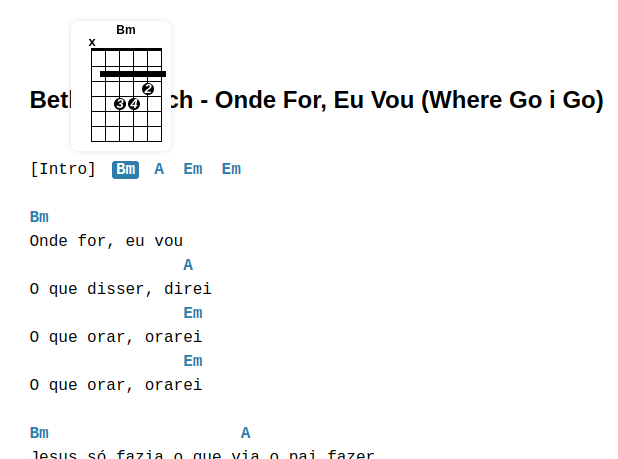 Bm
x
2
3 4
Bet ch - Onde For, Eu Vou (Where Go i Go)
[Intro] Bm A Em Em
Bm
Onde for, eu vou
A
O que disser, direi
Em
O que orar, orarei
Em
O que orar, orarei
Bm A
Jesus só fazia o que via o pai fazer